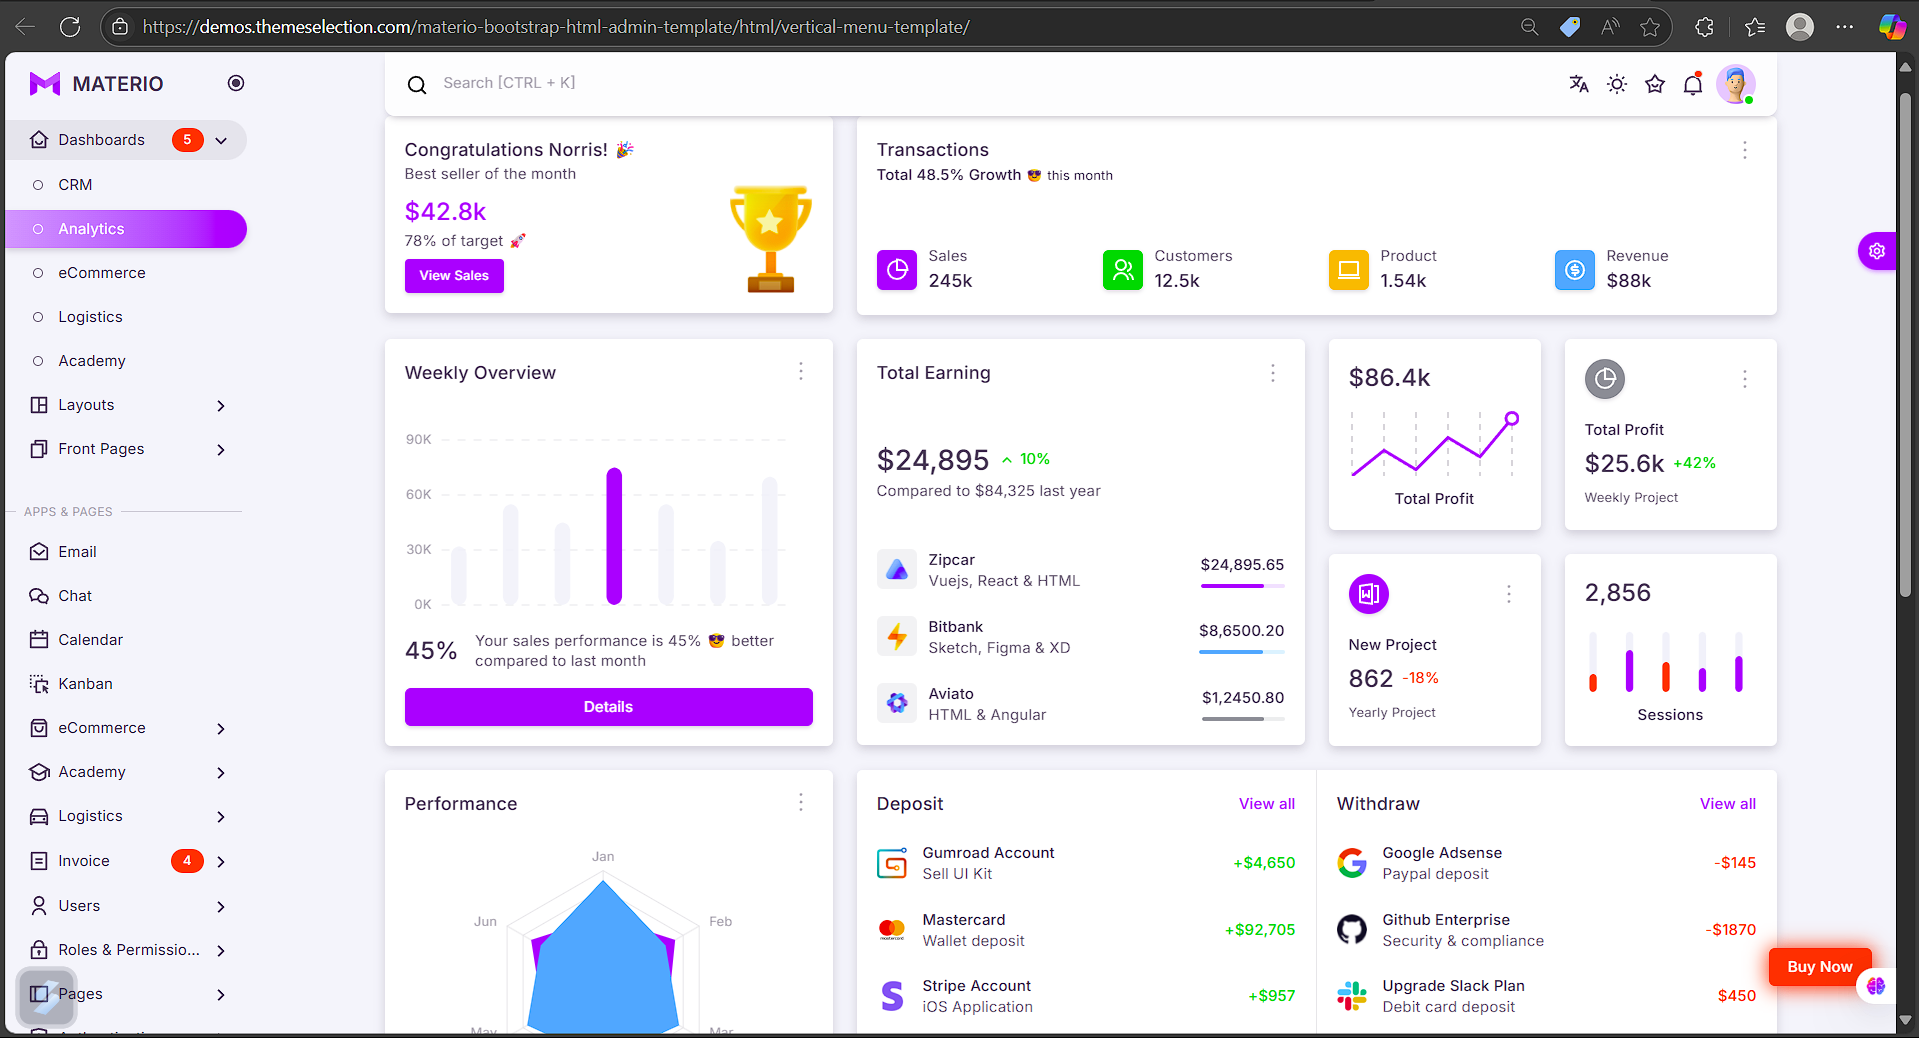 https://demos.themeselection.com/materio-bootstrap-html-admin-template/html/vertical-menu-template/
MATERIO
Search [CTRL + K]
Dashboards 5
CRM
Analytics
eCommerce
Logistics
Academy
Layouts
Front Pages
APPS & PAGES
Email
Chat
Calendar
Kanban
eCommerce
Academy
Logistics
Invoice 4
Users
Roles & Permissio...
Pages
Congratulations Norris! 🎉
Best seller of the month
$42.8k
78% of target 🚀
View Sales
Transactions
Total 48.5% Growth 😎 this month
Sales
245k
Customers
12.5k
Product
1.54k
Revenue
$88k
Weekly Overview
90K
60K
30K
0K
45%
Your sales performance is 45% 😎 better
compared to last month
Details
Total Earning
$24,895 10%
Compared to $84,325 last year
Zipcar
Vuejs, React & HTML
$24,895.65
Bitbank
Sketch, Figma & XD
$8,6500.20
Aviato
HTML & Angular
$1,2450.80
$86.4k
Total Profit
Total Profit
$25.6k +42%
Weekly Project
New Project
862 -18%
Yearly Project
2,856
Sessions
Performance
Jan
Jun
Feb
May
Mar
Deposit
View all
Gumroad Account
Sell UI Kit
+$4,650
mastercard
Mastercard
Wallet deposit
+$92,705
Stripe Account
iOS Application
+$957
Withdraw
View all
Google Adsense
Paypal deposit
-$145
Github Enterprise
Security & compliance
-$1870
Upgrade Slack Plan
Debit card deposit
$450
Buy Now